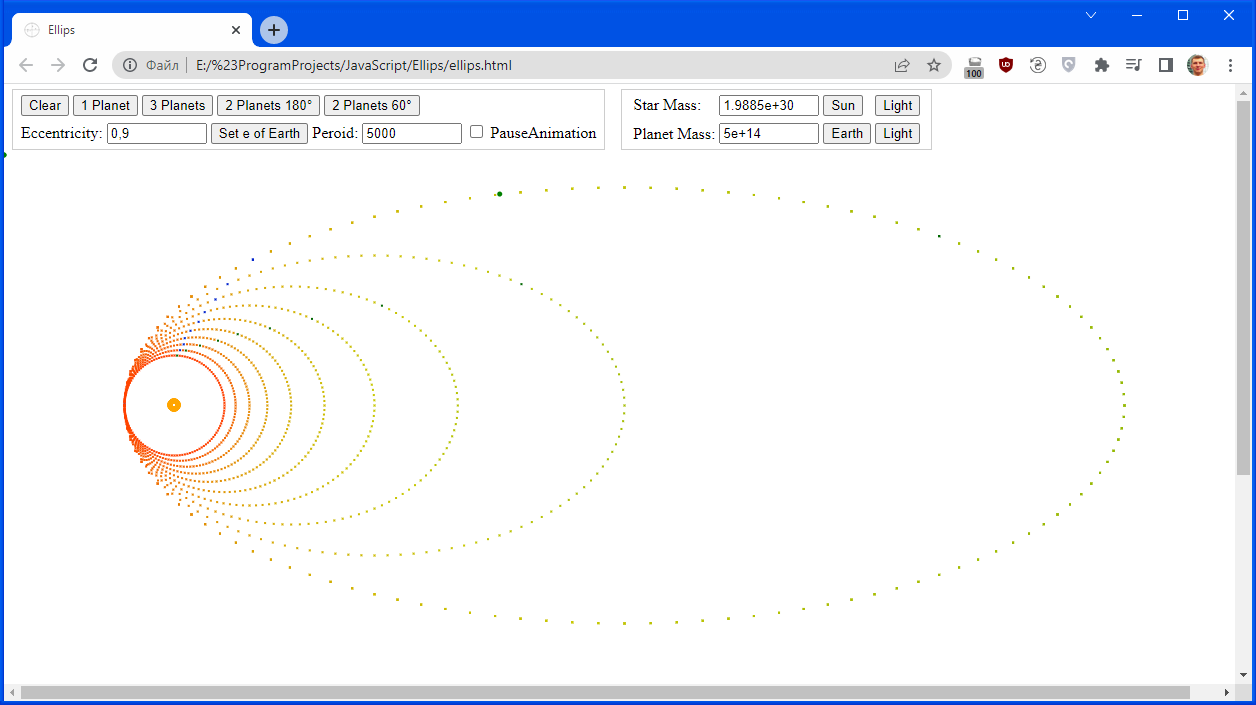 Ellips
Файл E:/%23ProgramProjects/JavaScript/Ellips/ellips.html
100
Clear 1 Planet 3 Planets 2 Planets 180° 2 Planets 60°
Eccentricity: 0,9 Set e of Earth Peroid: 5000 PauseAnimation
Star Mass: 1.9885e+30 Sun Light
Planet Mass: 5e+14 Earth Light